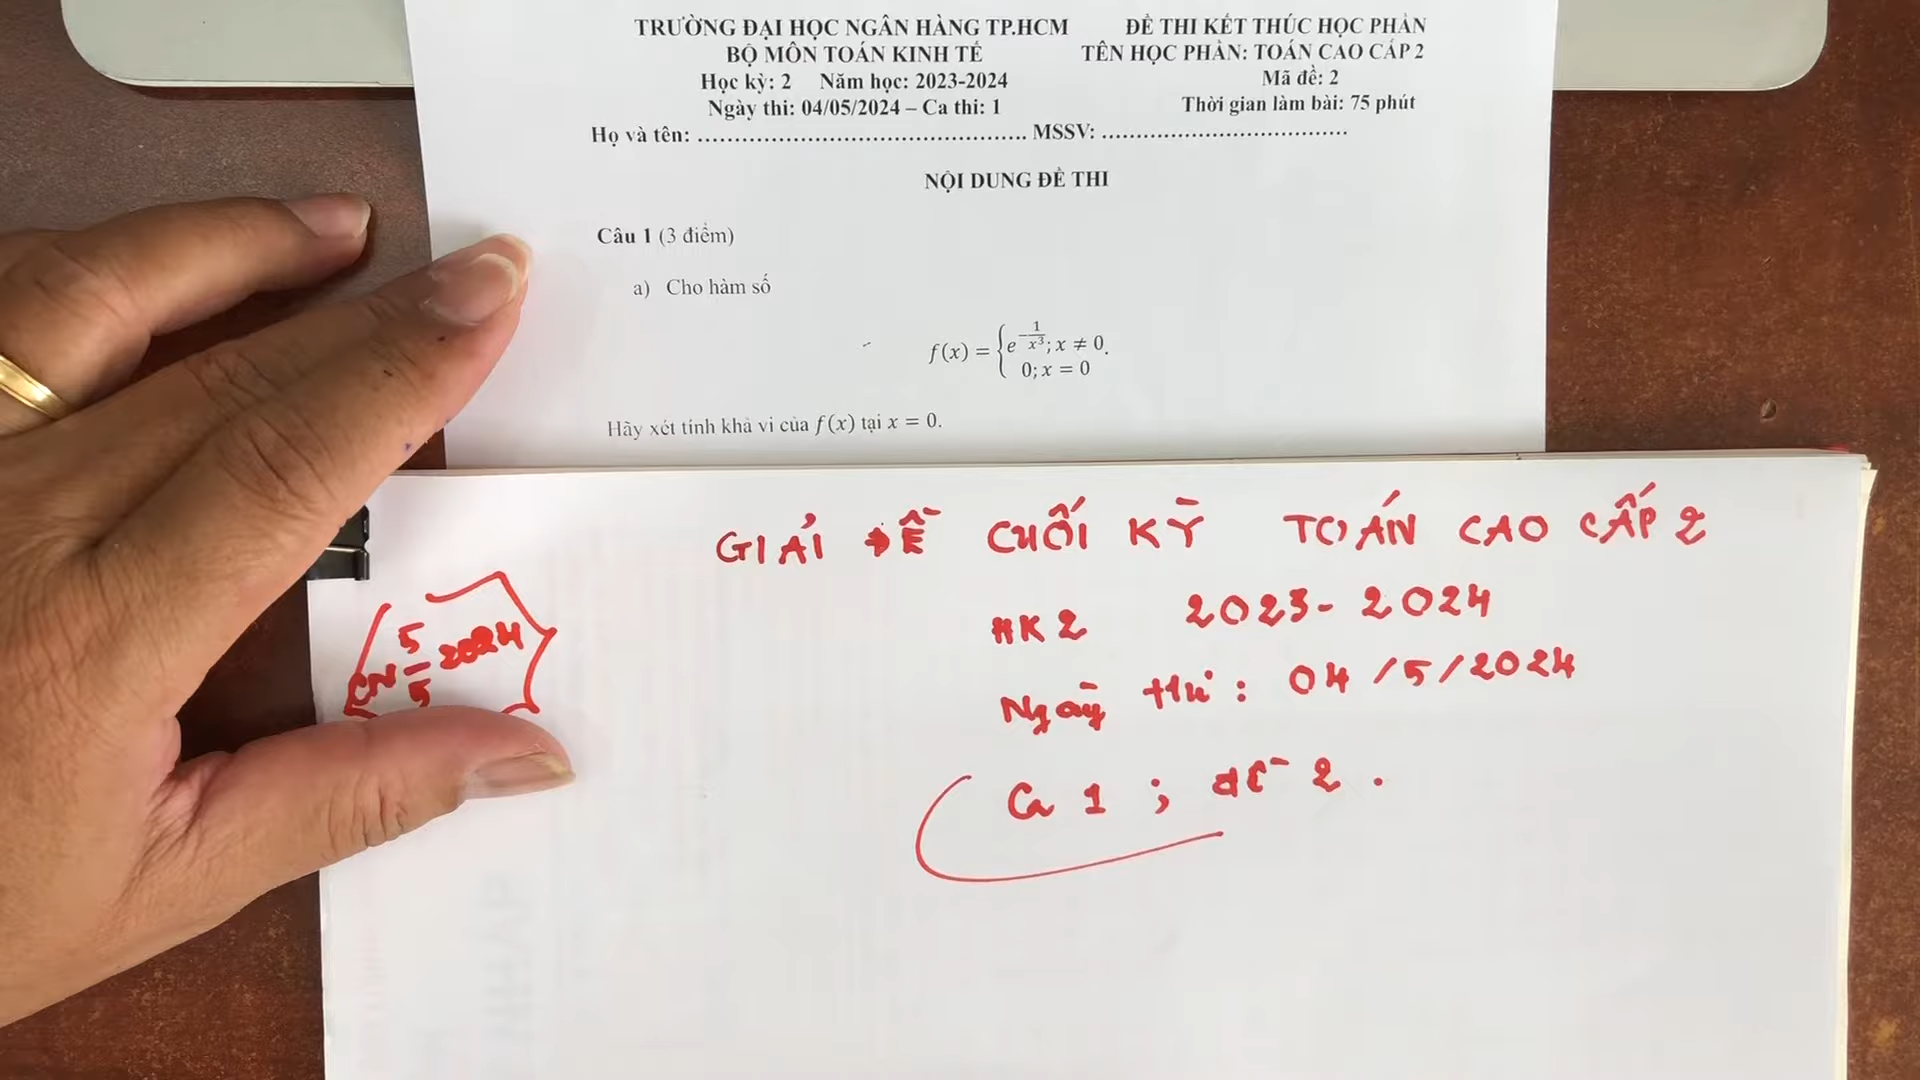 TRƯỜNG ĐẠI HỌC NGÂN HÀNG TP.HCM
BỘ MÔN TOÁN KINH TẾ
Học kỳ: 2 Năm học: 2023-2024
Ngày thi: 04/05/2024 – Ca thi: 1
ĐỀ THI KẾT THÚC HỌC PHẦN
TÊN HỌC PHẦN: TOÁN CAO CẤP 2
Mã đề: 2
Thời gian làm bài: 75 phút
Họ và tên: ............................................. MSSV: ..................................
NỘI DUNG ĐỀ THI
Câu 1 (3 điểm)
a) Cho hàm số
f(x) = { e^{-1/x^3}; x ≠ 0
0; x = 0.
Hãy xét tính khả vi của f(x) tại x = 0.
GIẢI ĐỀ CUỐI KỲ TOÁN CAO CẤP 2
HK2 2023-2024
Ngày thi: 04/5/2024
Ca 1; đề 2.
CN 5/5 2024